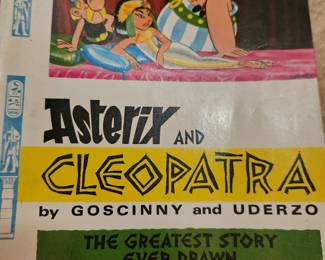 Asterix AND
CLEOPATRA
by GOSCINNY and UDERZO
THE GREATEST STORY
EVER DRAWN